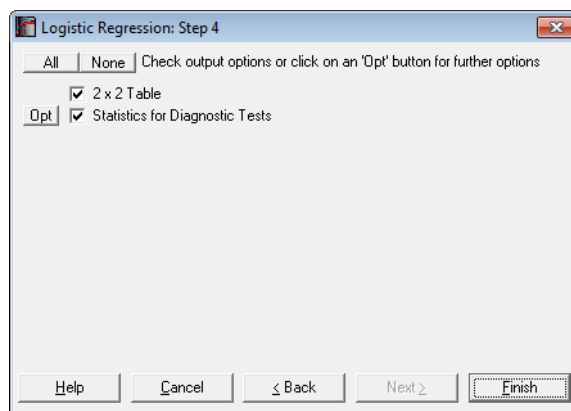 Logistic Regression: Step 4
All None Check output options or click on an 'Opt' button for further options
2 x 2 Table
Opt Statistics for Diagnostic Tests
Help Cancel < Back Next > Finish